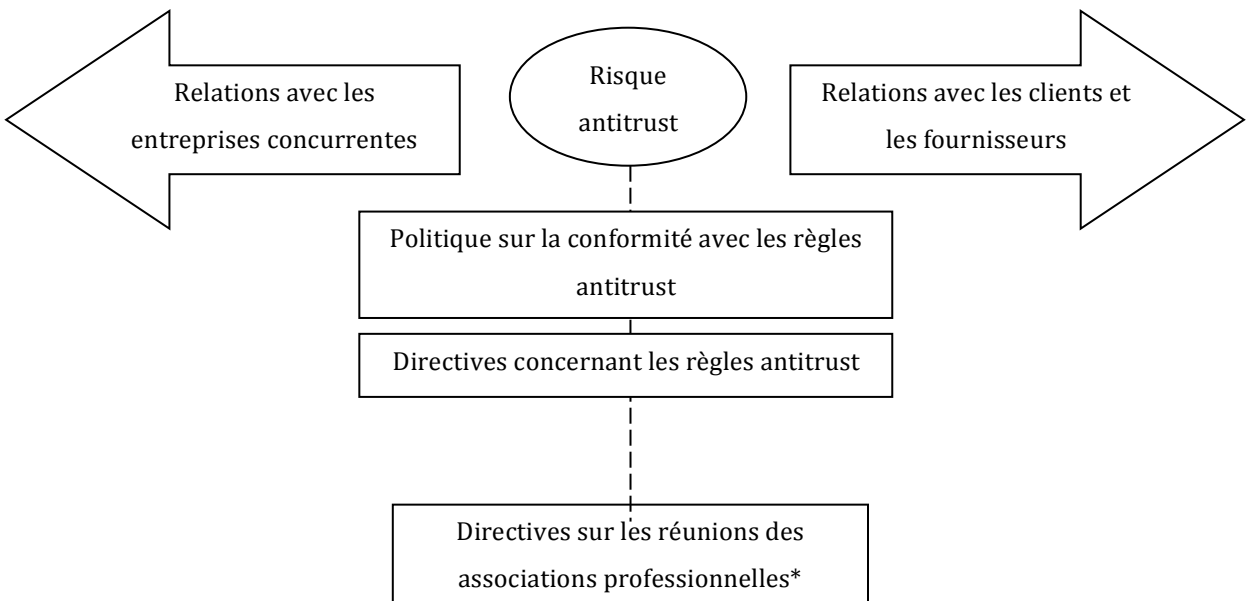 Relations avec les
entreprises concurrentes
Risque
antitrust
Relations avec les clients et
les fournisseurs
Politique sur la conformité avec les règles
antitrust
Directives concernant les règles antitrust
Directives sur les réunions des
associations professionnelles*